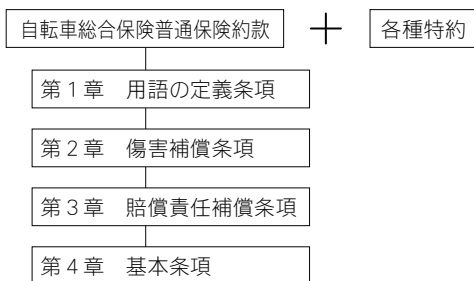 自転車総合保険普通保険約款 + 各種特約
第1章 用語の定義条項
第2章 傷害補償条項
第3章 賠償責任補償条項
第4章 基本条項